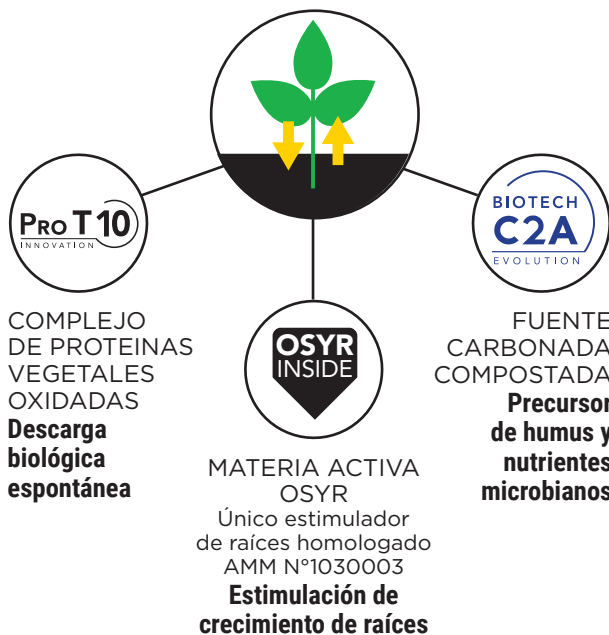 PRO T 10
INNOVATION
COMPLEJO
DE PROTEINAS
VEGETALES
OXIDADAS
Descarga
biológica
espontánea
OSYR
INSIDE
MATERIA ACTIVA
OSYR
Único estimulador
de raíces homologado
AMM N°1030003
Estimulación de
crecimiento de raíces
BIOTECH
C2A
EVOLUTION
FUENTE
CARBONADA
COMPOSTADA
Precursor
de humus y
nutrientes
microbianos